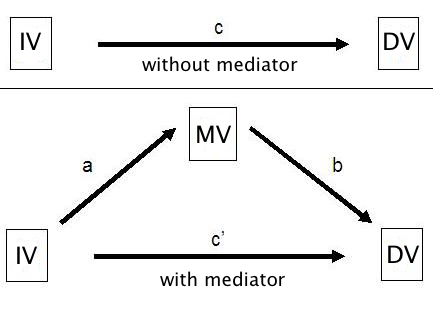 c
IV
DV
without mediator
MV
a
b
c’
IV
DV
with mediator